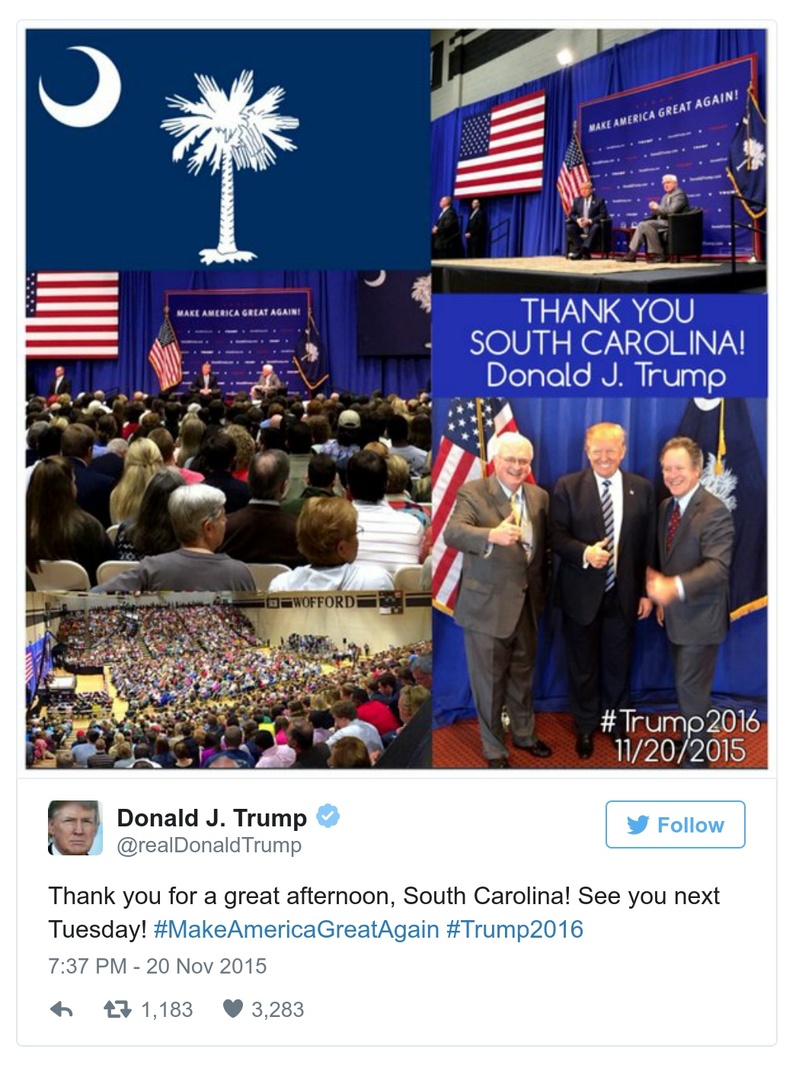 MAKE AMERICA GREAT AGAIN!
THANK YOU
SOUTH CAROLINA!
Donald J. Trump
MAKE AMERICA GREAT AGAIN!
WOFFORD
#Trump2016
11/20/2015
Donald J. Trump
@realDonaldTrump
Follow
Thank you for a great afternoon, South Carolina! See you next
Tuesday! #MakeAmericaGreatAgain #Trump2016
7:37 PM - 20 Nov 2015
1,183
3,283